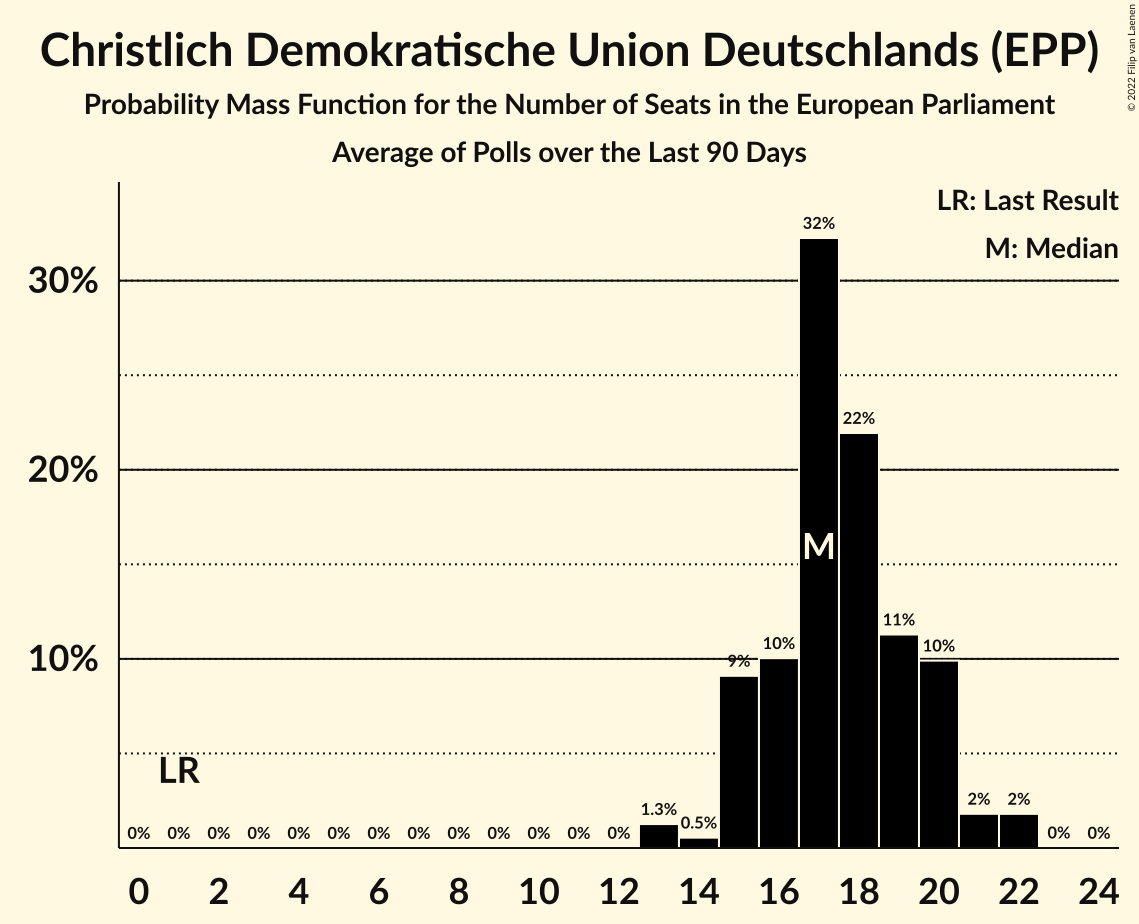 Christlich Demokratische Union Deutschlands (EPP)
Probability Mass Function for the Number of Seats in the European Parliament
Average of Polls over the Last 90 Days
© 2022 Filip van Laenen
LR: Last Result
M: Median
30%
20%
10%
LR
M
0% 0% 0% 0% 0% 0% 0% 0% 0% 0% 0% 0% 0% 1.3% 0.5% 9% 10% 32% 22% 11% 10% 2% 2% 0% 0%
0 2 4 6 8 10 12 14 16 18 20 22 24